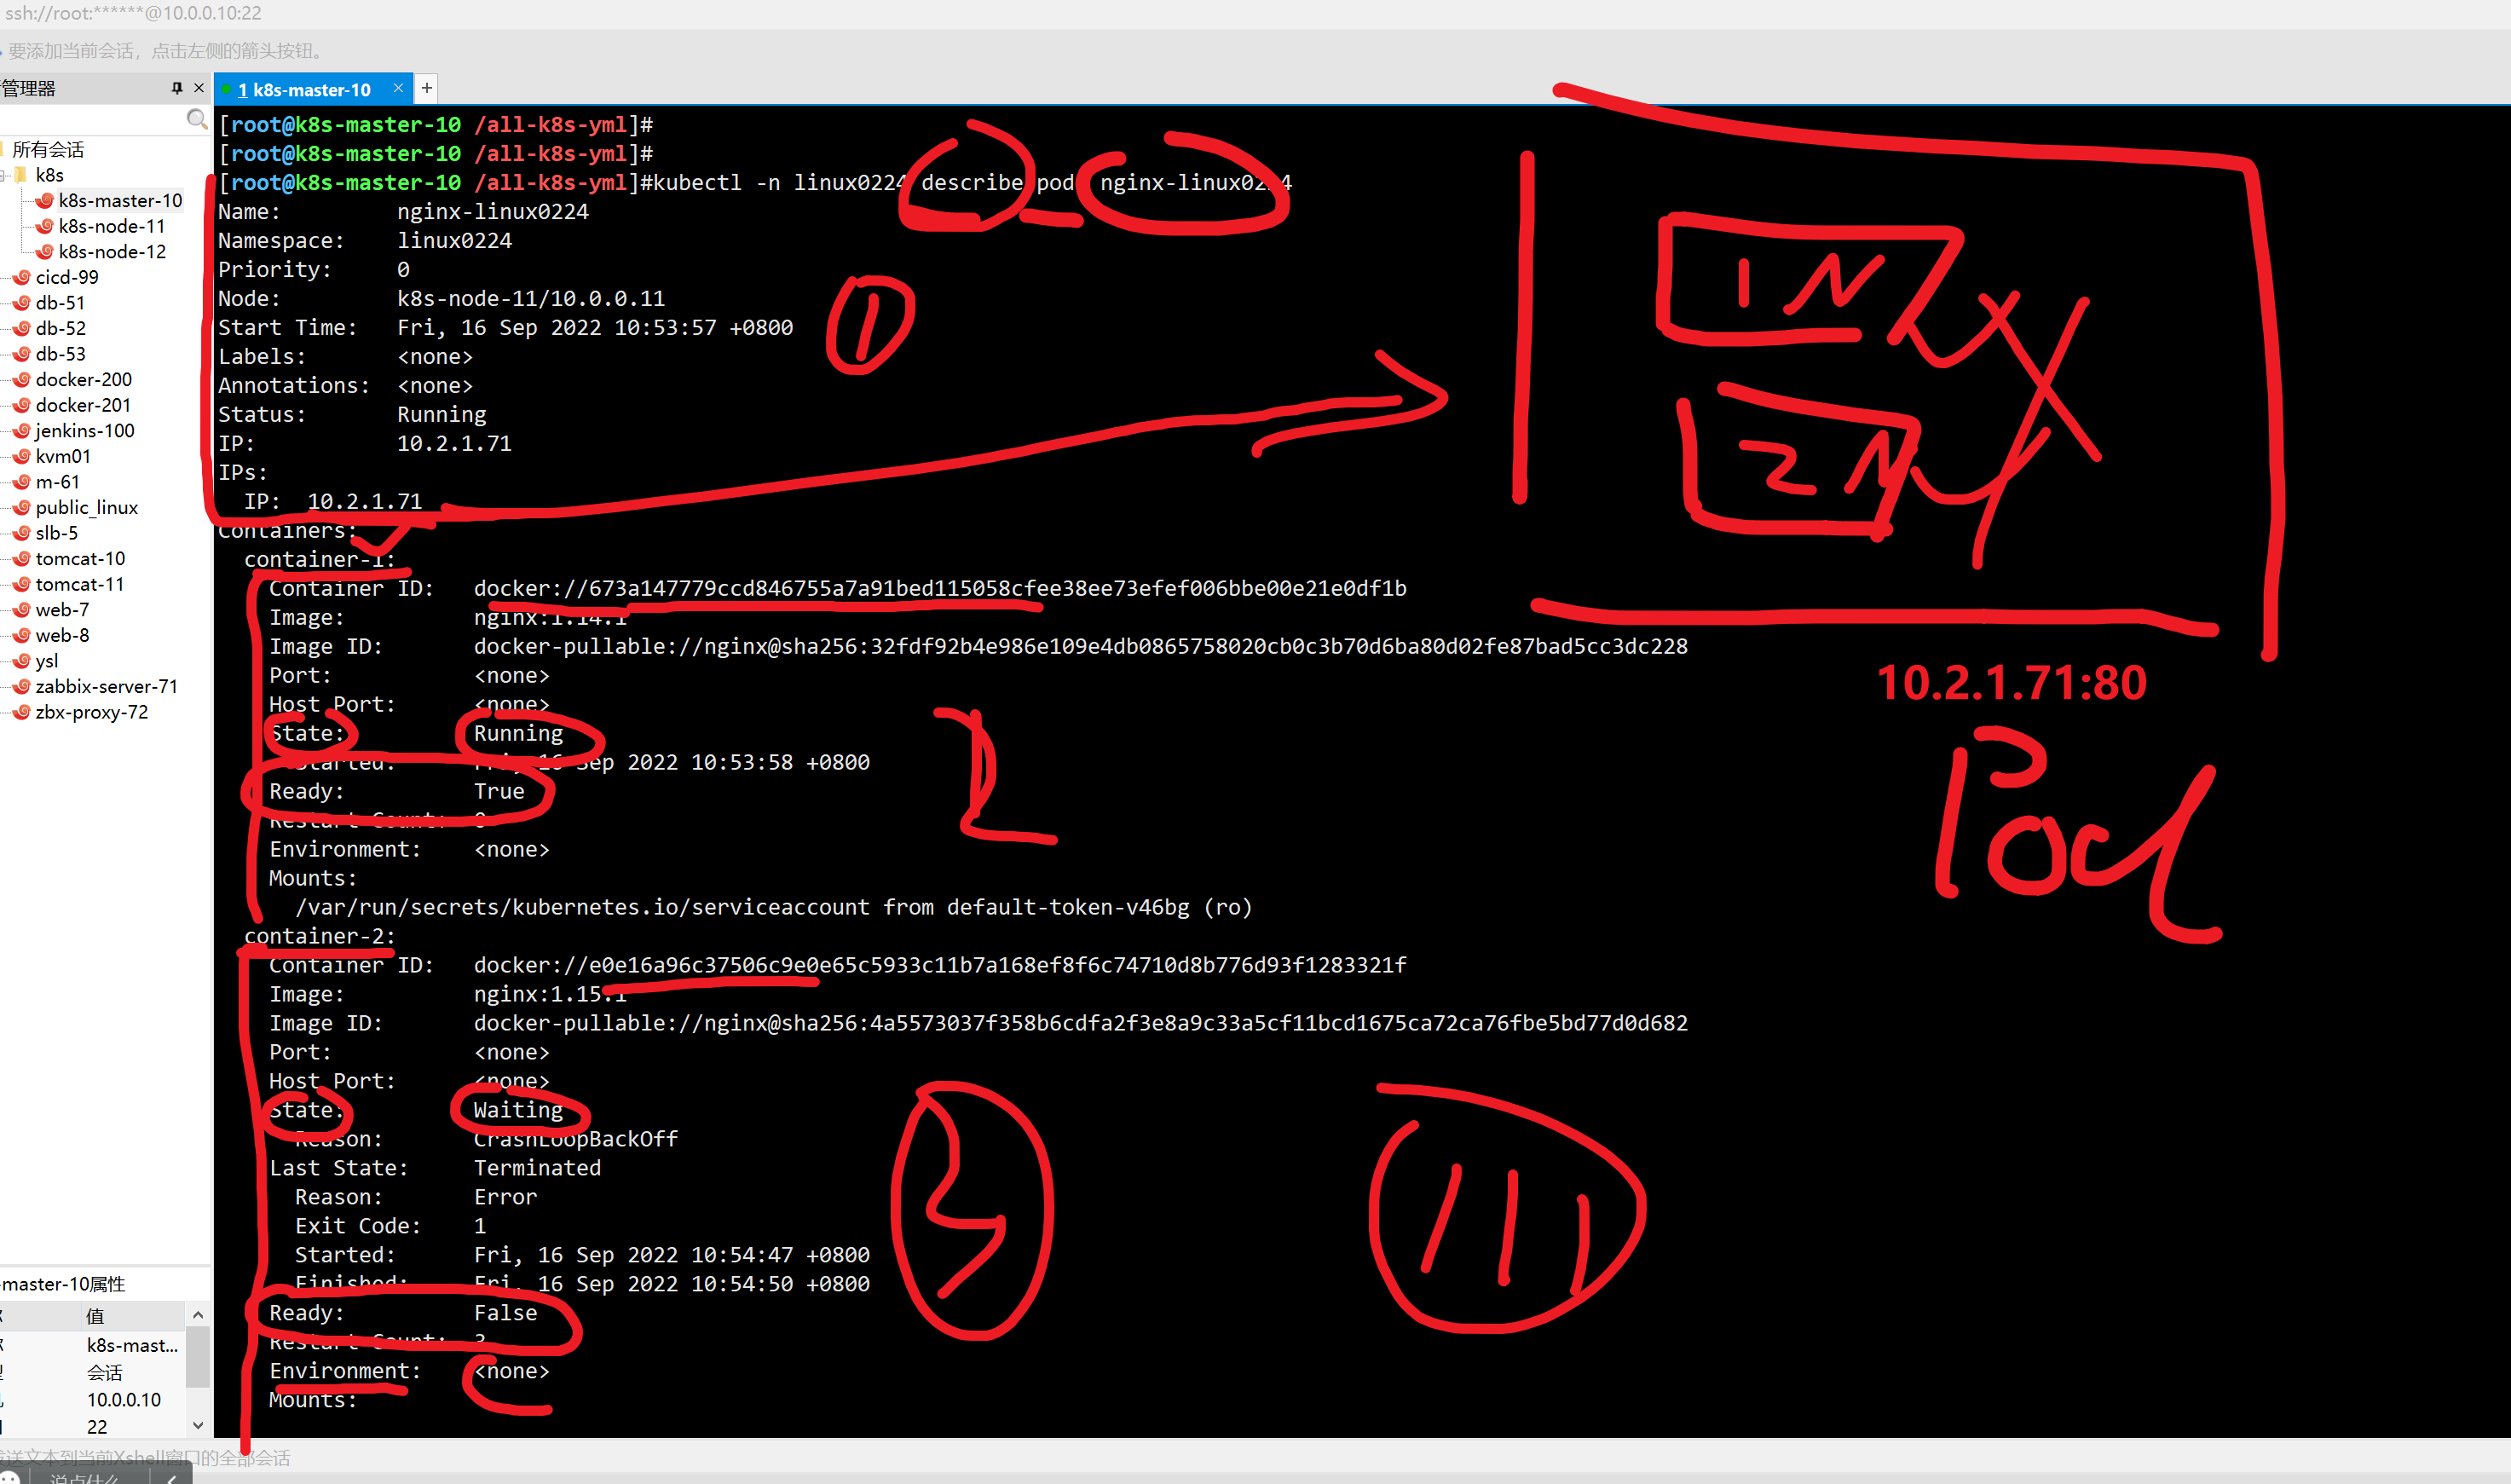 ssh://root:******@10.0.0.10:22
要添加当前会话，点击左侧的箭头按钮。
管理器
1 k8s-master-10
所有会话
k8s
k8s-master-10
k8s-node-11
k8s-node-12
cicd-99
db-51
db-52
db-53
docker-200
docker-201
jenkins-100
kvm01
m-61
public_linux
slb-5
tomcat-10
tomcat-11
web-7
web-8
ysl
zabbix-server-71
zbx-proxy-72
-master-10属性
值
k8s-mast...
会话
10.0.0.10
22
[root@k8s-master-10 /all-k8s-yml]#
[root@k8s-master-10 /all-k8s-yml]#
[root@k8s-master-10 /all-k8s-yml]#kubectl -n linux0224 describe pod nginx-linux0224
Name: nginx-linux0224
Namespace: linux0224
Priority: 0
Node: k8s-node-11/10.0.0.11
Start Time: Fri, 16 Sep 2022 10:53:57 +0800
Labels: <none>
Annotations: <none>
Status: Running
IP: 10.2.1.71
IPs:
IP: 10.2.1.71
Containers:
container-1:
Container ID: docker://673a147779ccd846755a7a91bed115058cfee38ee73efef006bbe00e21e0df1b
Image: nginx:1.14.1
Image ID: docker-pullable://nginx@sha256:32fdf92b4e986e109e4db0865758020cb0c3b70d6ba80d02fe87bad5cc3dc228
Port: <none>
Host Port: <none>
State: Running
Started: Fri, 16 Sep 2022 10:53:58 +0800
Ready: True
Restart Count: 0
Environment: <none>
Mounts:
/var/run/secrets/kubernetes.io/serviceaccount from default-token-v46bg (ro)
container-2:
Container ID: docker://e0e16a96c37506c9e0e65c5933c11b7a168ef8f6c74710d8b776d93f1283321f
Image: nginx:1.15.1
Image ID: docker-pullable://nginx@sha256:4a5573037f358b6cdfa2f3e8a9c33a5cf11bcd1675ca72ca76fbe5bd77d0d682
Port: <none>
Host Port: <none>
State: Waiting
Reason: CrashLoopBackOff
Last State: Terminated
Reason: Error
Exit Code: 1
Started: Fri, 16 Sep 2022 10:54:47 +0800
Finished: Fri, 16 Sep 2022 10:54:50 +0800
Ready: False
Restart Count: 3
Environment: <none>
Mounts:
1
2
3
1 N
2 N
10.2.1.71:80
Pod
发送文本到当前Xshell窗口的全部会话
说点什么